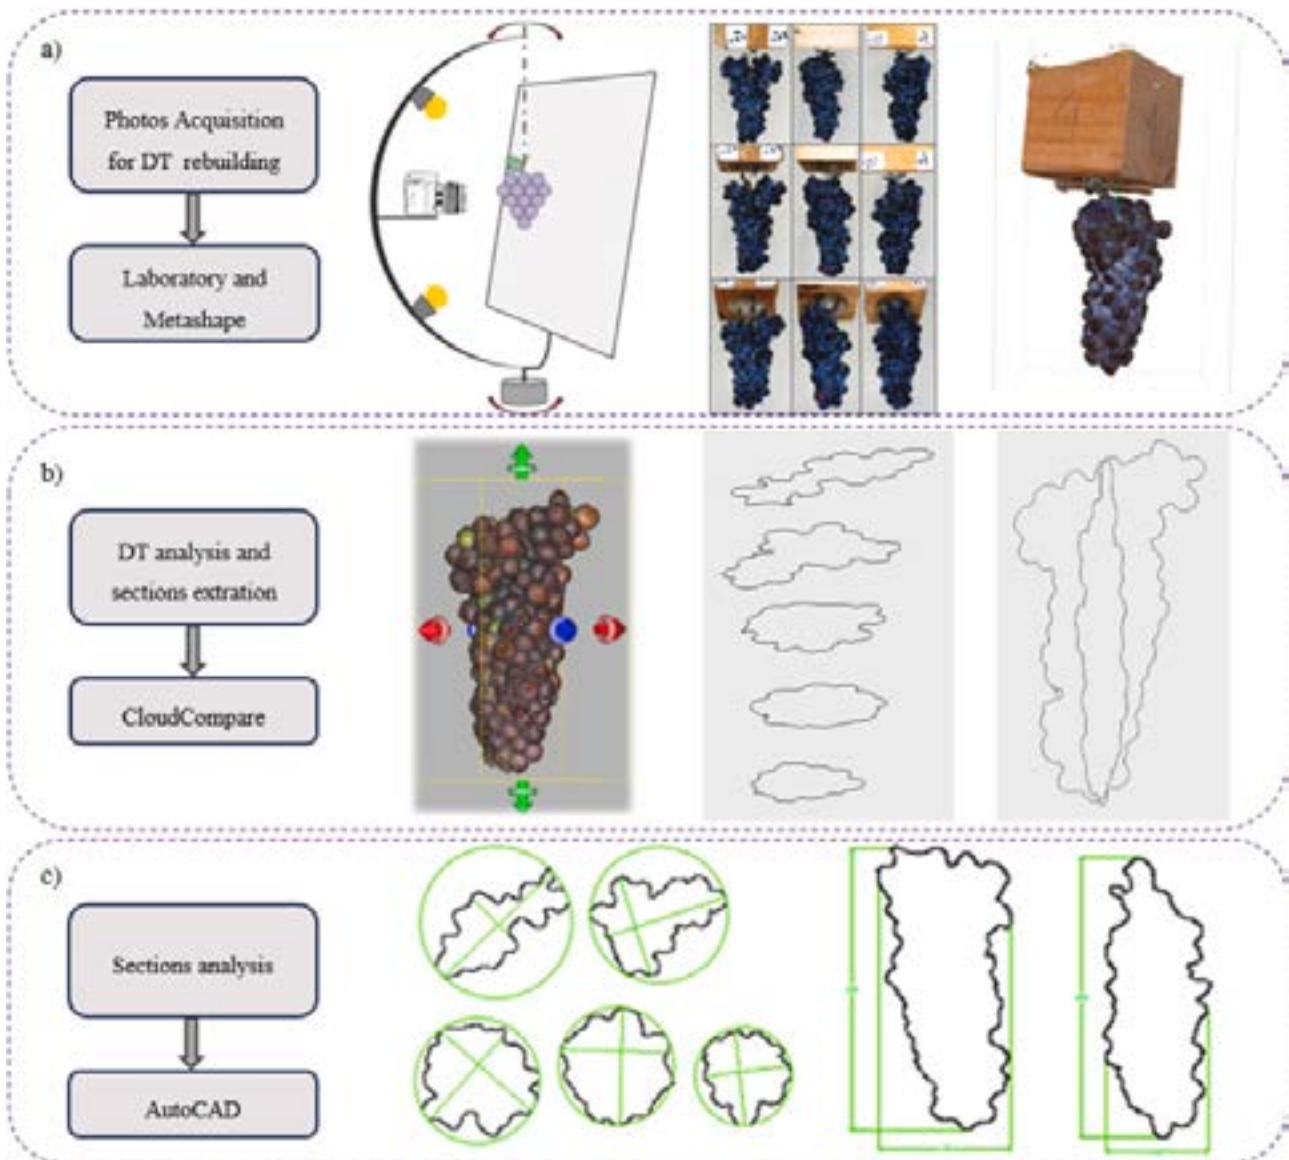 a)
Photos Acquisition
for DT rebuilding
Laboratory and
Metashape
b)
DT analysis and
sections extration
CloudCompare
c)
Sections analysis
AutoCAD